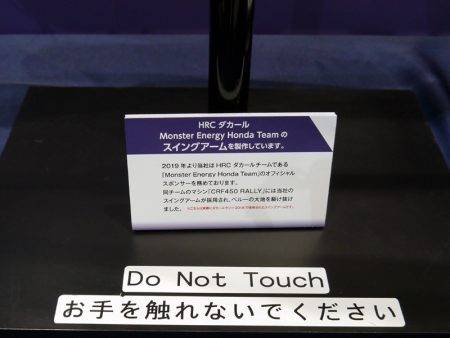 HRC ダカール
Monster Energy Honda Team の
スイングアームを製作しています。
2019年より当社は HRC ダカールチームである
「Monster Energy Honda Team」のオフィシャル
スポンサーを務めております。
同チームのマシン「CRF450 RALLY」には当社の
スイングアームが採用され、ペルーの大地を駆け抜け
ました。
Do Not Touch
お手を触れないでください